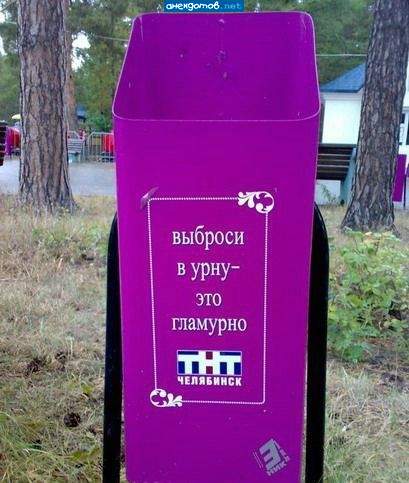 анекдотов.net
выброси
в урну–
это
гламурно
ТНТ
ЧЕЛЯБИНСК